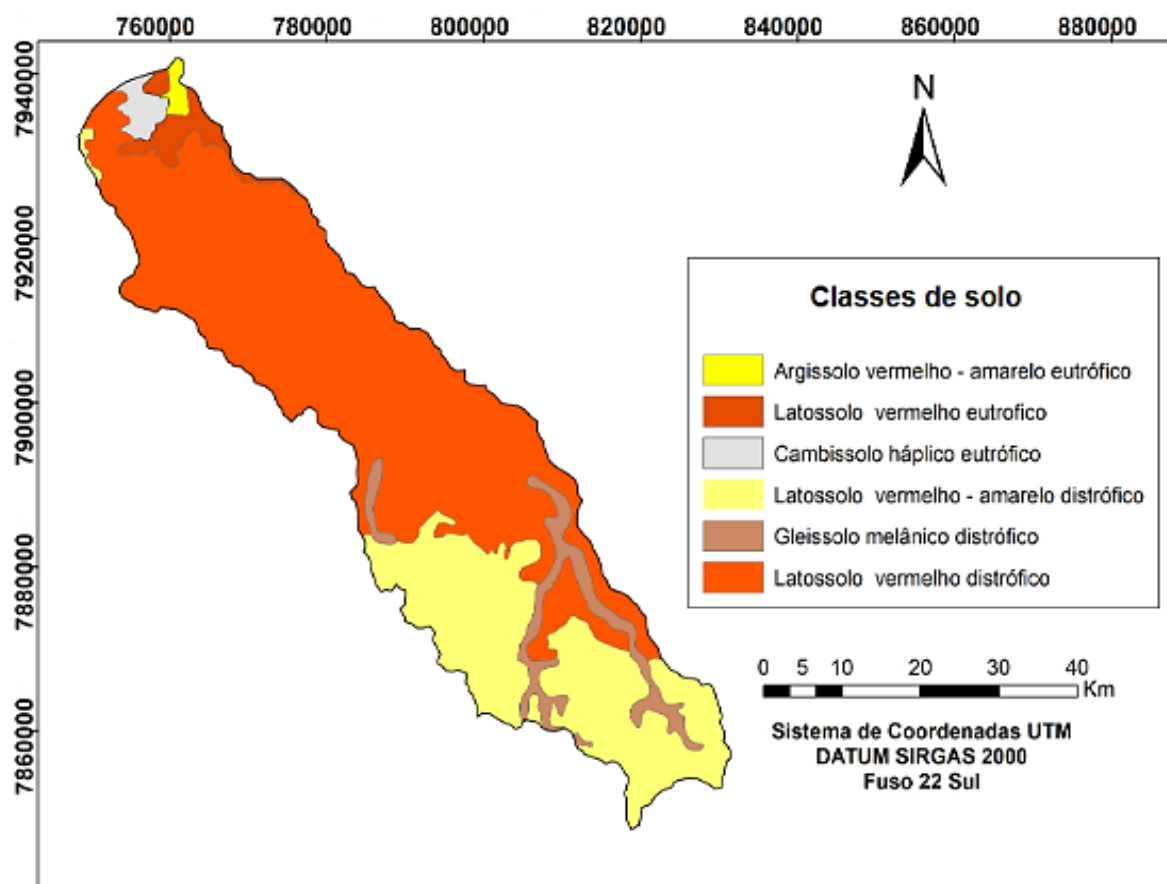 760000 780000 800000 820000 840000 860000 880000
7940000
7920000
7900000
7880000
7860000
N
Classes de solo
Argissolo vermelho - amarelo eutrófico
Latossolo vermelho eutrofico
Cambissolo háplico eutrófico
Latossolo vermelho - amarelo distrófico
Gleissolo melânico distrófico
Latossolo vermelho distrófico
0 5 10 20 30 40
Km
Sistema de Coordenadas UTM
DATUM SIRGAS 2000
Fuso 22 Sul